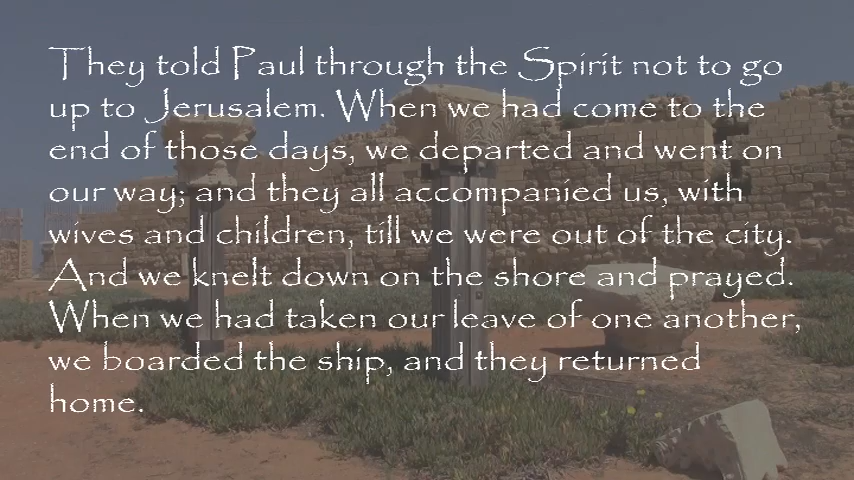 They told Paul through the Spirit not to go
up to Jerusalem. When we had come to the
end of those days, we departed and went on
our way; and they all accompanied us, with
wives and children, till we were out of the city.
And we knelt down on the shore and prayed.
When we had taken our leave of one another,
we boarded the ship, and they returned
home.